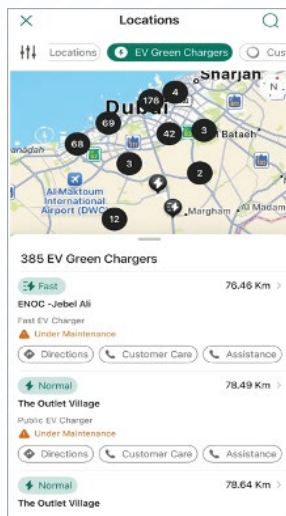 Locations
Locations
EV Green Chargers
Cus
Sharjah
N
4
176
Dubai
69
42
3
Al Bataeh
68
3
2
Al Maktoum
International
Airport (DWC)
12
Margham
Al Madam
385 EV Green Chargers
Fast
76.46 Km
ENOC -Jebel Ali
Fast EV Charger
Under Maintenance
Directions
Customer Care
Assistance
Normal
78.49 Km
The Outlet Village
Public EV Charger
Under Maintenance
Directions
Customer Care
Assistance
Normal
78.64 Km
The Outlet Village